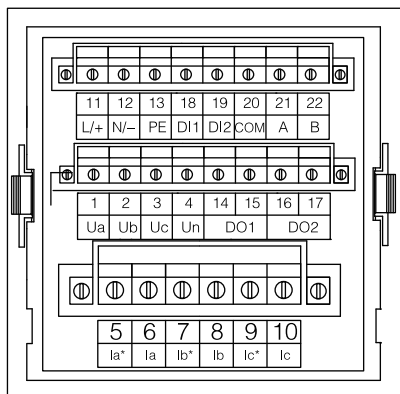 11 12 13 18 19 20 21 22
L/+ N/– PE DI1 DI2 COM A B
1 2 3 4 14 15 16 17
Ua Ub Uc Un DO1 DO2
5 6 7 8 9 10
Ia* Ia Ib* Ib Ic* Ic